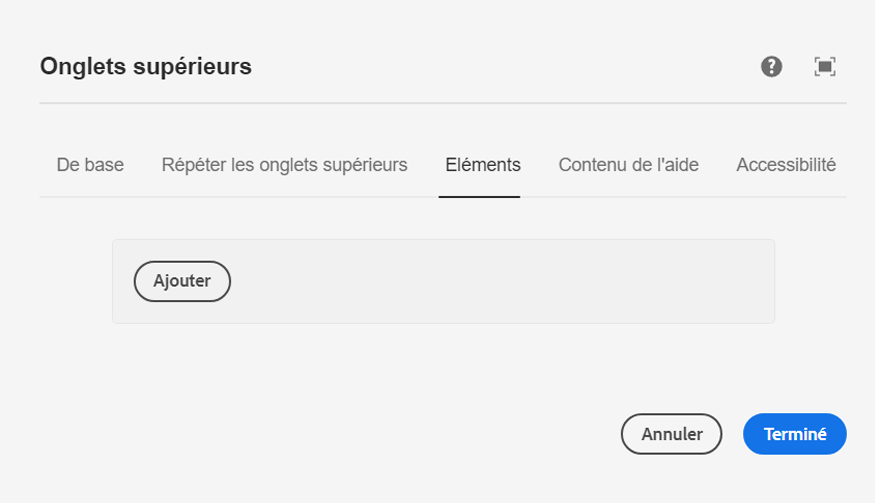 Onglets supérieurs
De base Répéter les onglets supérieurs Eléments Contenu de l'aide Accessibilité
Ajouter
Annuler Terminé